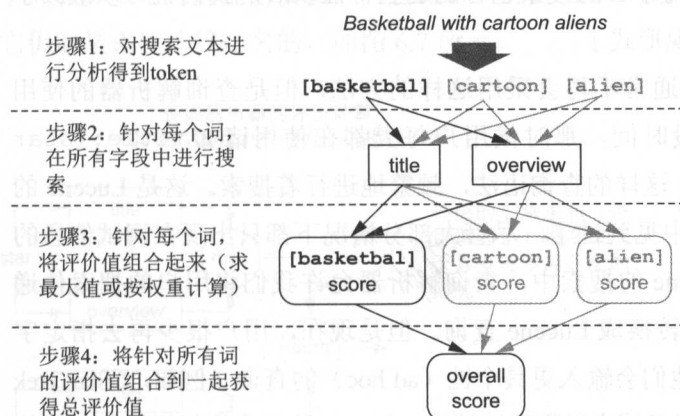 Basketball with cartoon aliens
步骤1：对搜索文本进
行分析得到token
[basketbal] [cartoon] [alien]
步骤2：针对每个词，
在所有字段中进行搜
索
title
overview
步骤3：针对每个词，
将评价值组合起来（求
最大值或按权重计算）
[basketbal]
score
[cartoon]
score
[alien]
score
步骤4：将针对所有词
的评价值组合到一起获
得总评价值
overall
score